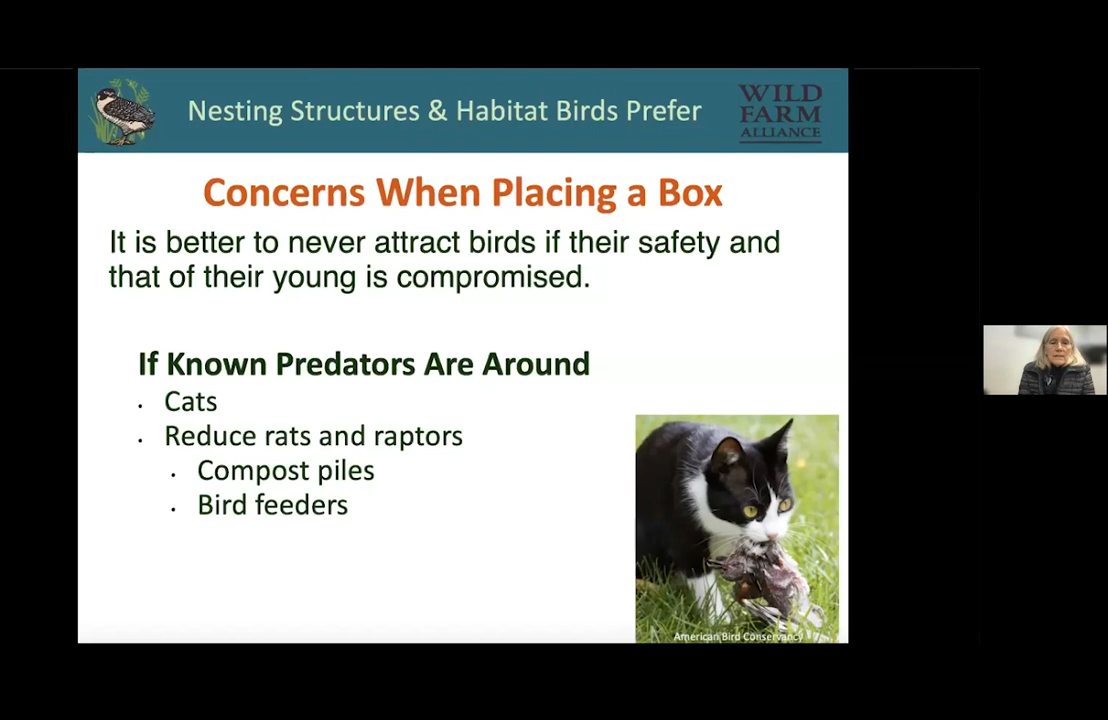 Nesting Structures & Habitat Birds Prefer
WILD
FARM
ALLIANCE
Concerns When Placing a Box
It is better to never attract birds if their safety and
that of their young is compromised.
If Known Predators Are Around
· Cats
· Reduce rats and raptors
· Compost piles
· Bird feeders
American Bird Conservancy